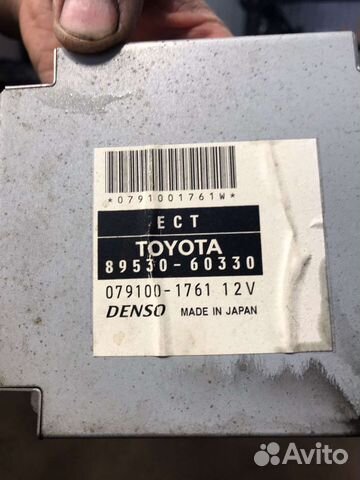 *0791001761W*
ECT
TOYOTA
89530-60330
079100-1761 12V
DENSO MADE IN JAPAN
Avito